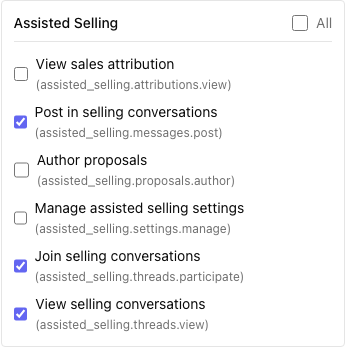 Assisted Selling
All
View sales attribution
(assisted_selling.attributions.view)
Post in selling conversations
(assisted_selling.messages.post)
Author proposals
(assisted_selling.proposals.author)
Manage assisted selling settings
(assisted_selling.settings.manage)
Join selling conversations
(assisted_selling.threads.participate)
View selling conversations
(assisted_selling.threads.view)